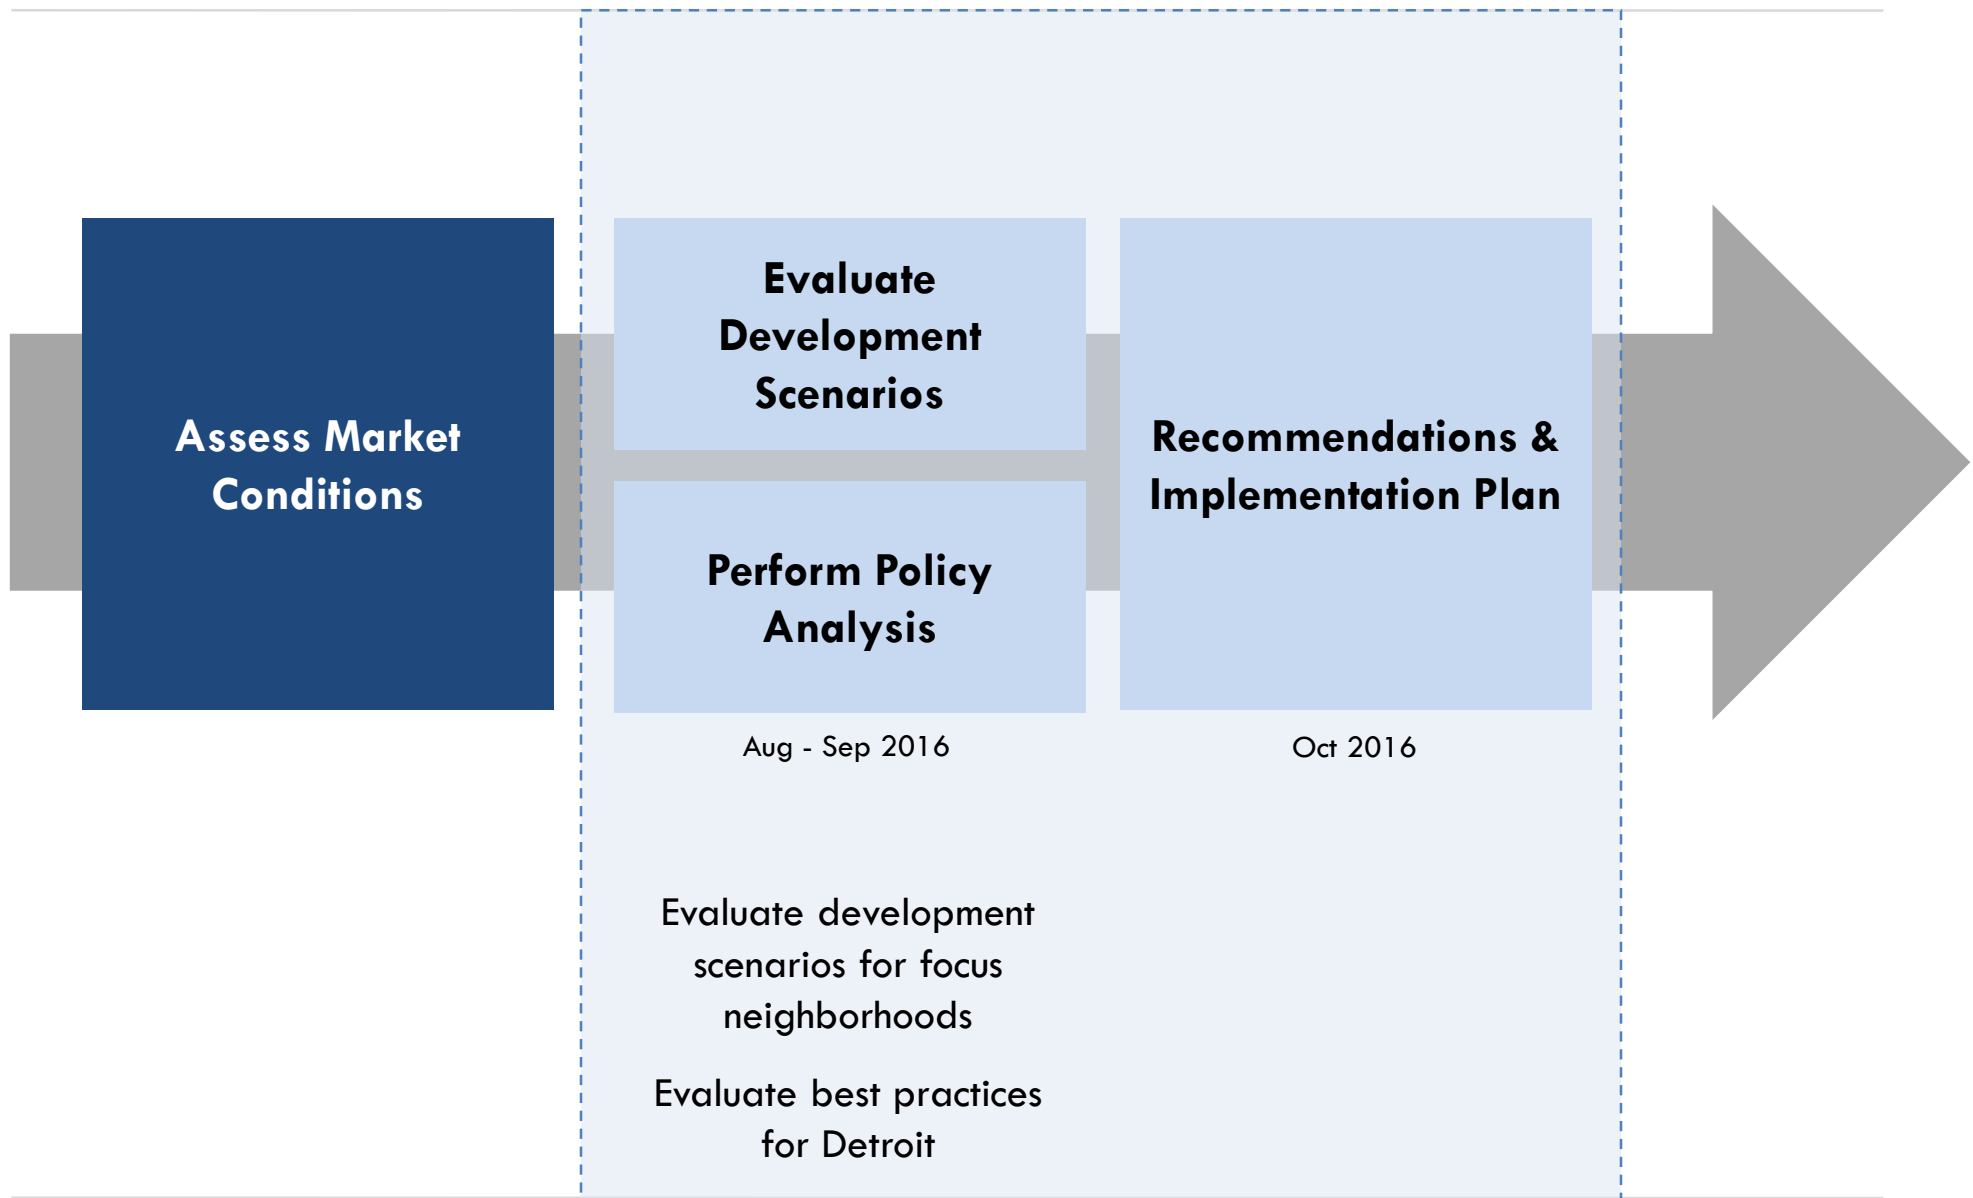 Assess Market
Conditions
Evaluate
Development
Scenarios
Perform Policy
Analysis
Aug - Sep 2016
Recommendations &
Implementation Plan
Oct 2016
Evaluate development
scenarios for focus
neighborhoods
Evaluate best practices
for Detroit